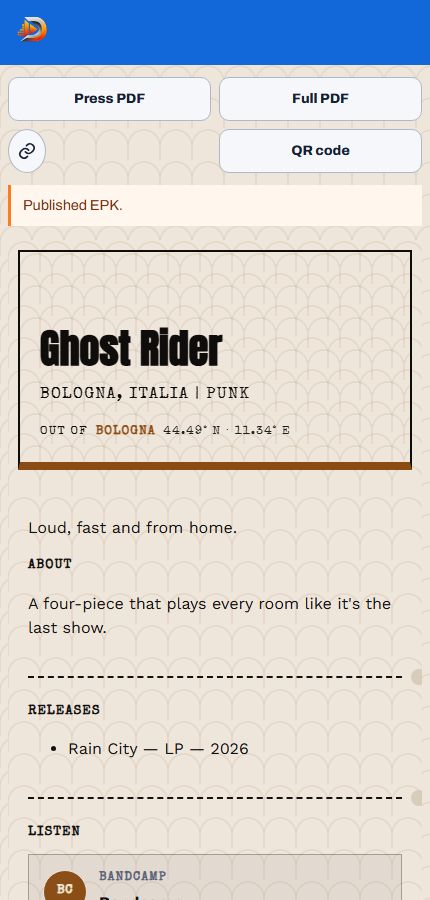 Press PDF
Full PDF
QR code
Published EPK.
Ghost Rider
BOLOGNA, ITALIA | PUNK
OUT OF BOLOGNA 44.49° N · 11.34° E
Loud, fast and from home.
ABOUT
A four-piece that plays every room like it's the
last show.
RELEASES
• Rain City — LP — 2026
LISTEN
BC
BANDCAMP